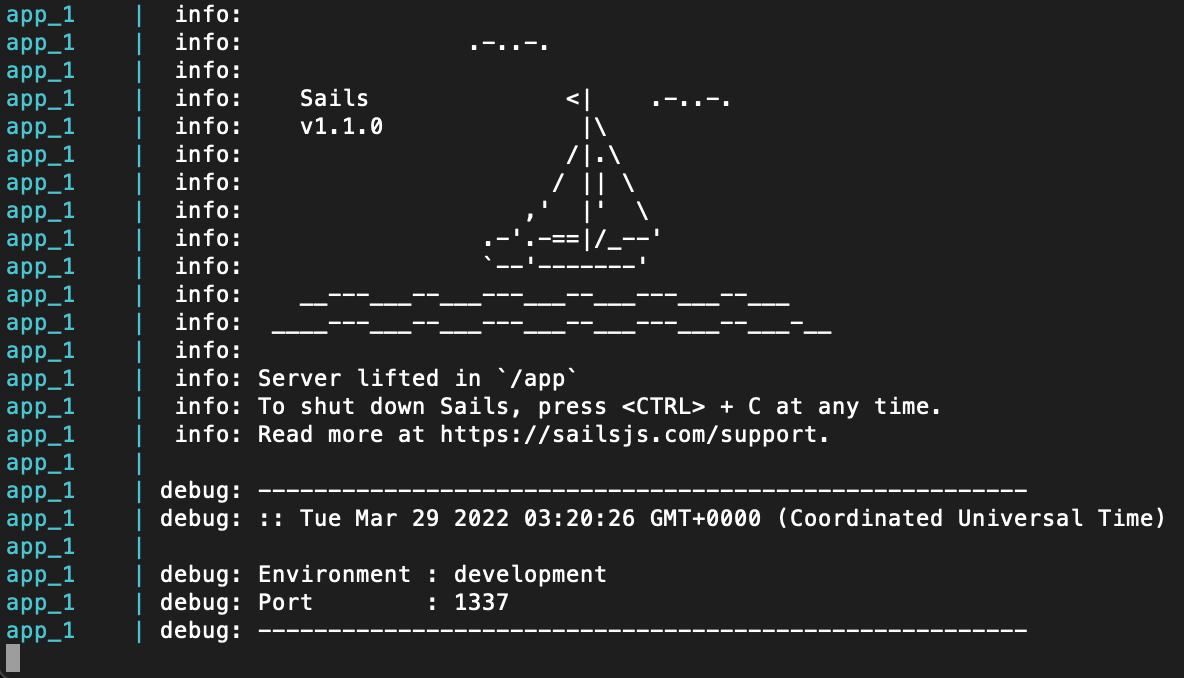 app_1     |  info:
app_1     |  info:                .-..-.
app_1     |  info:
app_1     |  info:    Sails              <|    .-..-.
app_1     |  info:    v1.1.0              |\
app_1     |  info:                       /|.\
app_1     |  info:                      / || \
app_1     |  info:                    ,'  |'  \
app_1     |  info:                 .-'.-==|/_--'
app_1     |  info:                 `--'-------'
app_1     |  info:    __---___--___---___--___---___--___
app_1     |  info:  ____---___--___---___--___---___--___-__
app_1     |  info:
app_1     |  info: Server lifted in `/app`
app_1     |  info: To shut down Sails, press <CTRL> + C at any time.
app_1     |  info: Read more at https://sailsjs.com/support.
app_1     |
app_1     | debug: -------------------------------------------------------
app_1     | debug: :: Tue Mar 29 2022 03:20:26 GMT+0000 (Coordinated Universal Time)
app_1     |
app_1     | debug: Environment : development
app_1     | debug: Port        : 1337
app_1     | debug: -------------------------------------------------------